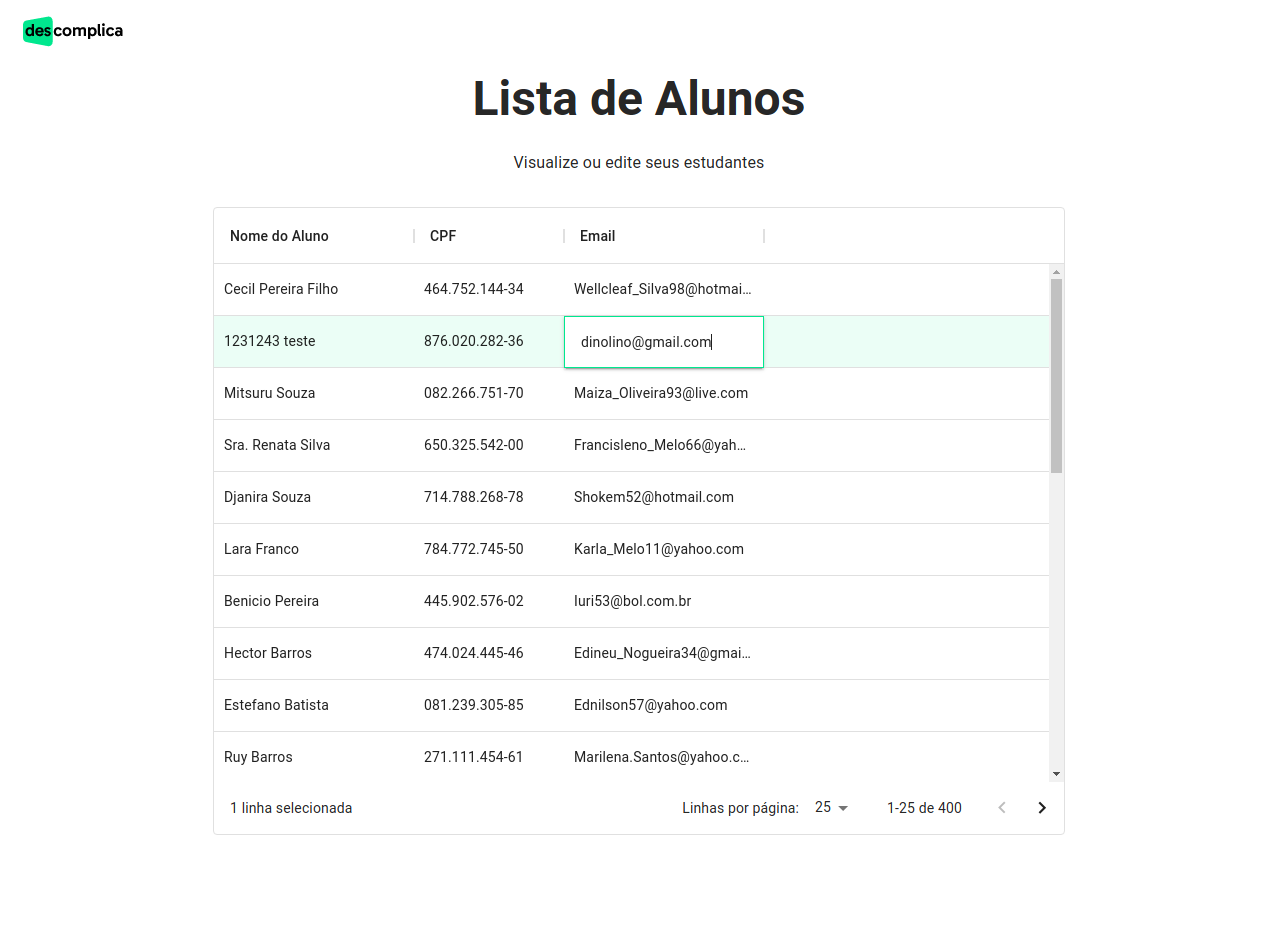 descomplica
Lista de Alunos
Visualize ou edite seus estudantes
Nome do Aluno CPF Email
Cecil Pereira Filho 464.752.144-34 Wellcleaf_Silva98@hotmai...
1231243 teste 876.020.282-36 dinolino@gmail.com
Mitsuru Souza 082.266.751-70 Maiza_Oliveira93@live.com
Sra. Renata Silva 650.325.542-00 Francisleno_Melo66@yah...
Djanira Souza 714.788.268-78 Shokem52@hotmail.com
Lara Franco 784.772.745-50 Karla_Melo11@yahoo.com
Benicio Pereira 445.902.576-02 Iuri53@bol.com.br
Hector Barros 474.024.445-46 Edineu_Nogueira34@gmai...
Estefano Batista 081.239.305-85 Ednilson57@yahoo.com
Ruy Barros 271.111.454-61 Marilena.Santos@yahoo.c...
1 linha selecionada Linhas por página: 25 1-25 de 400